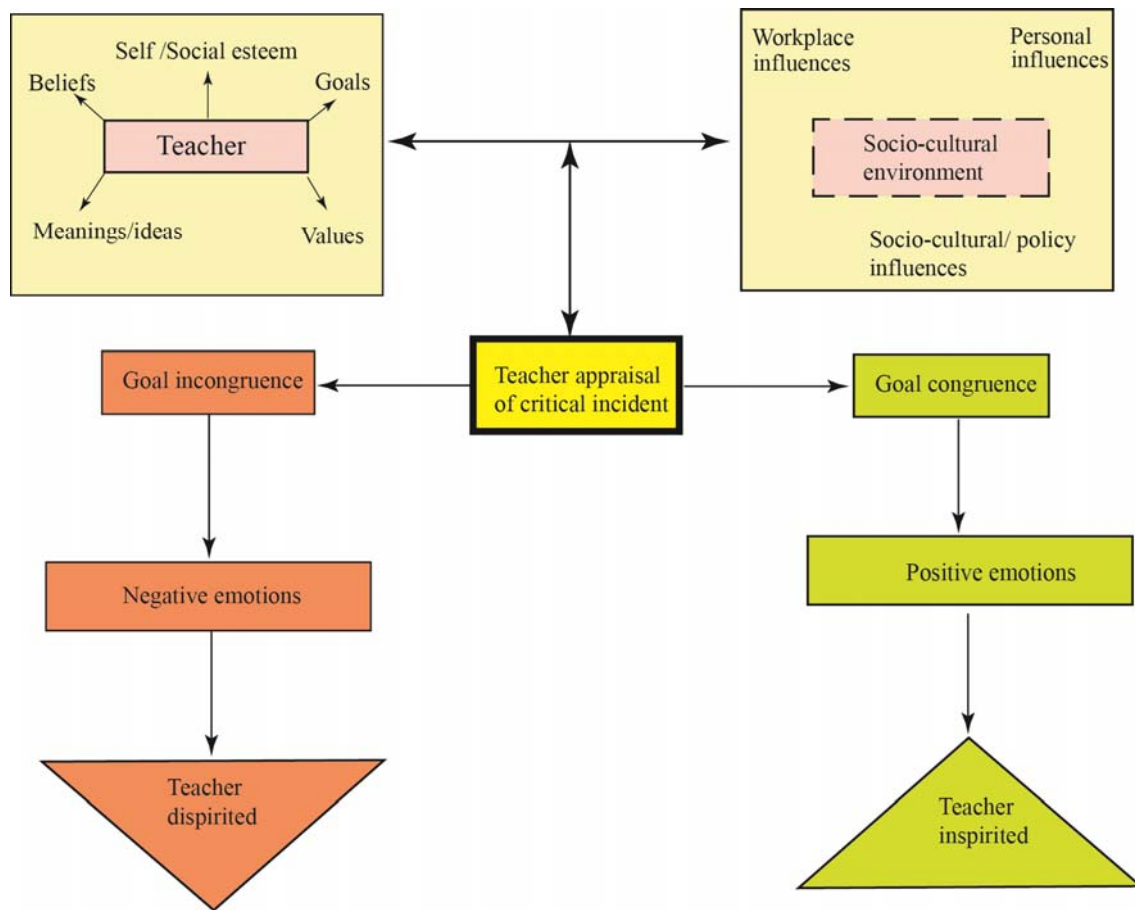 Self /Social esteem
Beliefs
Goals
Teacher
Meanings/ideas
Values
Workplace
influences
Personal
influences
Socio-cultural
environment
Socio-cultural/ policy
influences
Goal incongruence
Teacher appraisal
of critical incident
Goal congruence
Negative emotions
Positive emotions
Teacher
dispirited
Teacher
inspirited